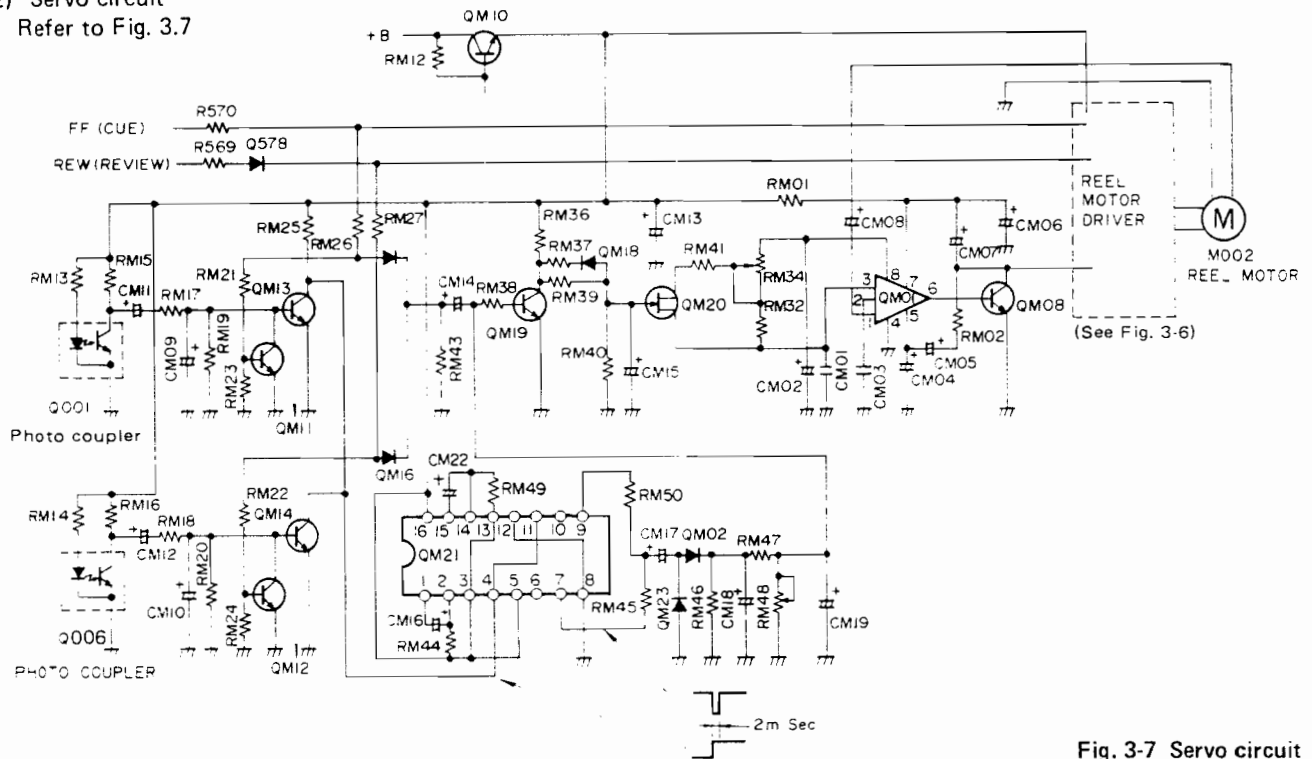 2) Servo circuit
Refer to Fig. 3.7
QM10
+B
RM12
FF (CUE)
R570
REW (REVIEW)
R569
Q578
RM01
REEL
MOTOR
DRIVER
M
M002
REEL MOTOR
(See Fig. 3-6)
RM25
RM26
RM27
RM36
RM37
QM18
RM39
CM13
RM41
CM08
CM07
CM06
RM13
RM15
CM11
RM17
RM21
QM13
CM14
RM38
QM19
QM20
RM34
RM32
3
2
1
8
7
6
5
4
QM01
QM08
CM09
RM19
RM23
QM11
RM43
RM40
CM15
CM02
CM01
CM03
CM04
CM05
RM02
Q001
Photo coupler
QM16
RM14
RM16
CM12
RM18
RM22
QM14
CM22
RM49
RM50
16 15 14 13 12 11 10 9
QM21
1 2 3 4 5 6 7 8
CM10
RM20
RM24
QM12
CM16
RM44
RM45
CM17
QM02
RM47
QM23
RM46
CM18
RM48
CM19
Q006
PHOTO COUPLER
2m Sec
Fig. 3-7 Servo circuit